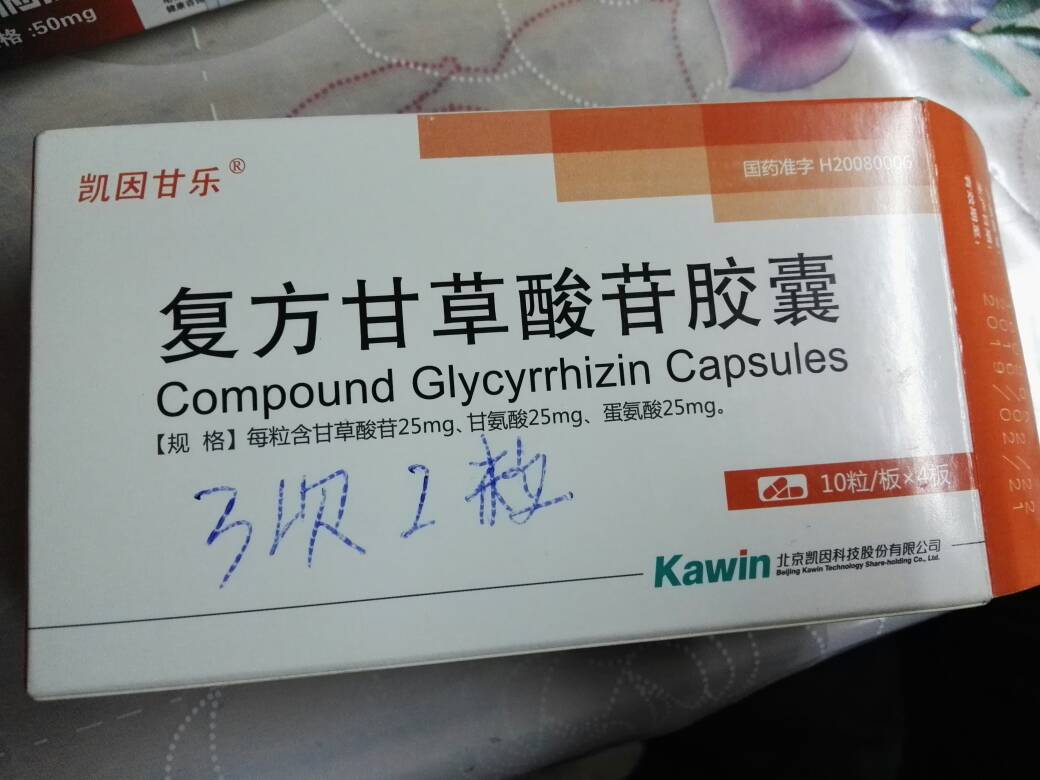 格:50mg
凯因甘乐®
国药准字 H20080006
复方甘草酸苷胶囊
Compound Glycyrrhizin Capsules
【规 格】每粒含甘草酸苷25mg、甘氨酸25mg、蛋氨酸25mg。
3次 2粒
10粒/板×4板
Kawin 北京凯因科技股份有限公司
Beijing Kawin Technology Share-holding Co., Ltd.